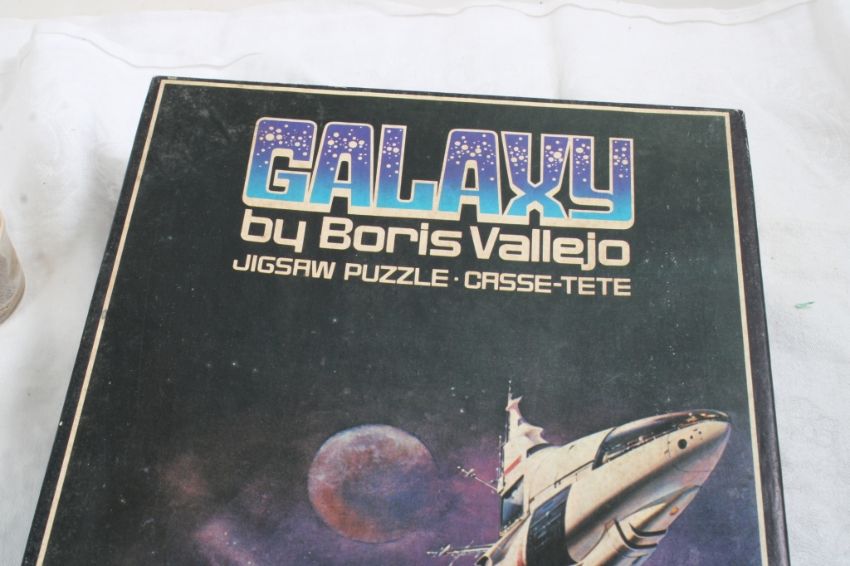 GALAXY
by Boris Vallejo
JIGSAW PUZZLE · CASSE-TETE